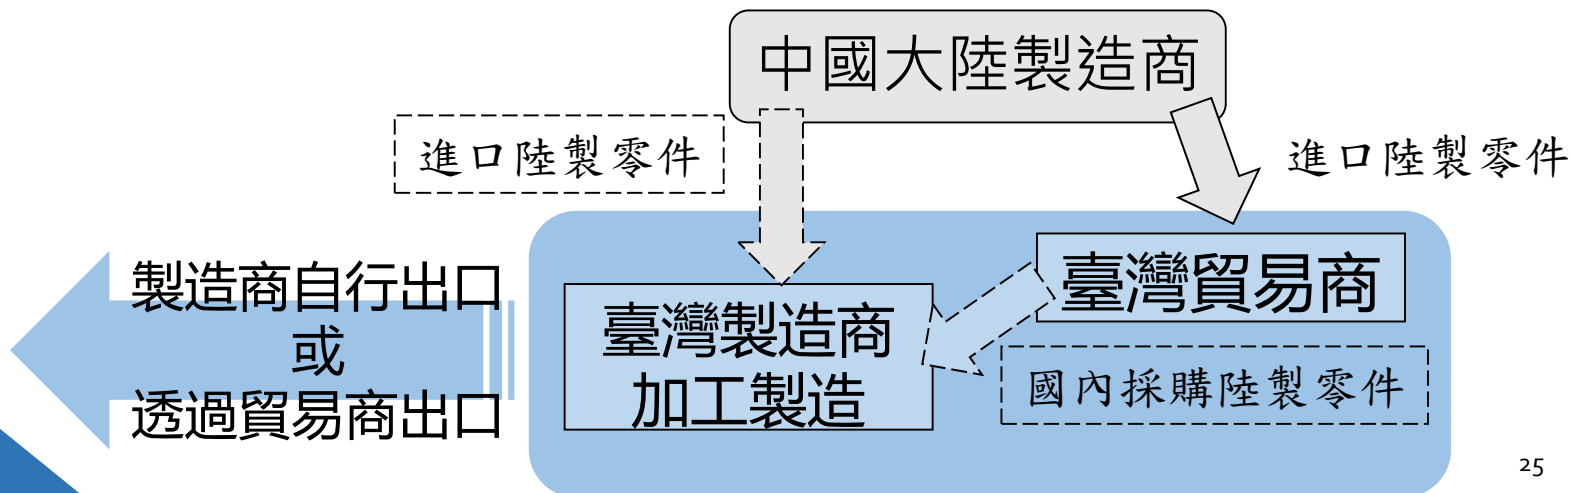 中國大陸製造商
進口陸製零件
進口陸製零件
臺灣貿易商
製造商自行出口
或
透過貿易商出口
臺灣製造商
加工製造
國內採購陸製零件
25